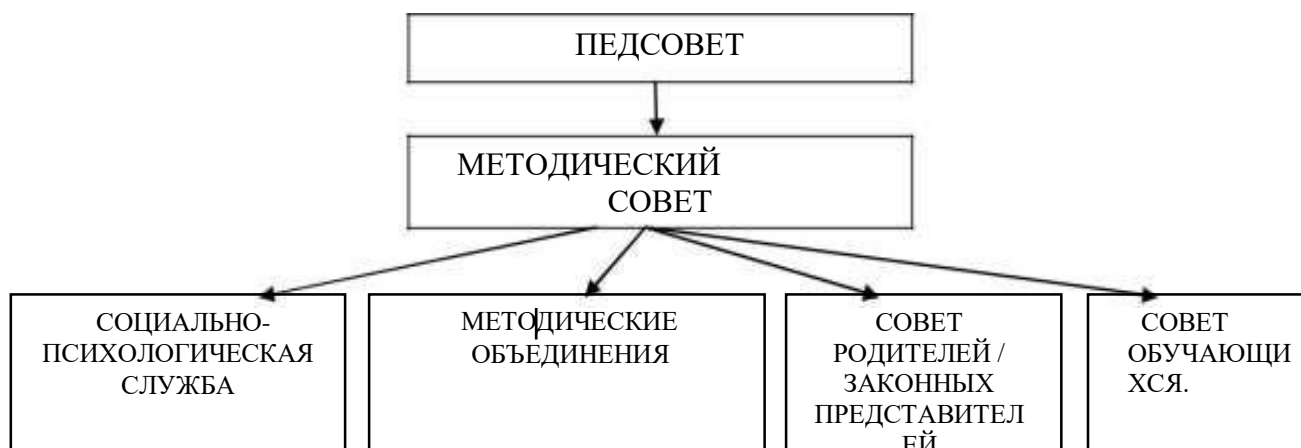 ПЕДСОВЕТ
МЕТОДИЧЕСКИЙ
СОВЕТ
СОЦИАЛЬНО-
ПСИХОЛОГИЧЕСКАЯ
СЛУЖБА
МЕТОДИЧЕСКИЕ
ОБЪЕДИНЕНИЯ
СОВЕТ
РОДИТЕЛЕЙ /
ЗАКОННЫХ
ПРЕДСТАВИТЕЛ
ЕЙ
СОВЕТ
ОБУЧАЮЩИ
ХСЯ.